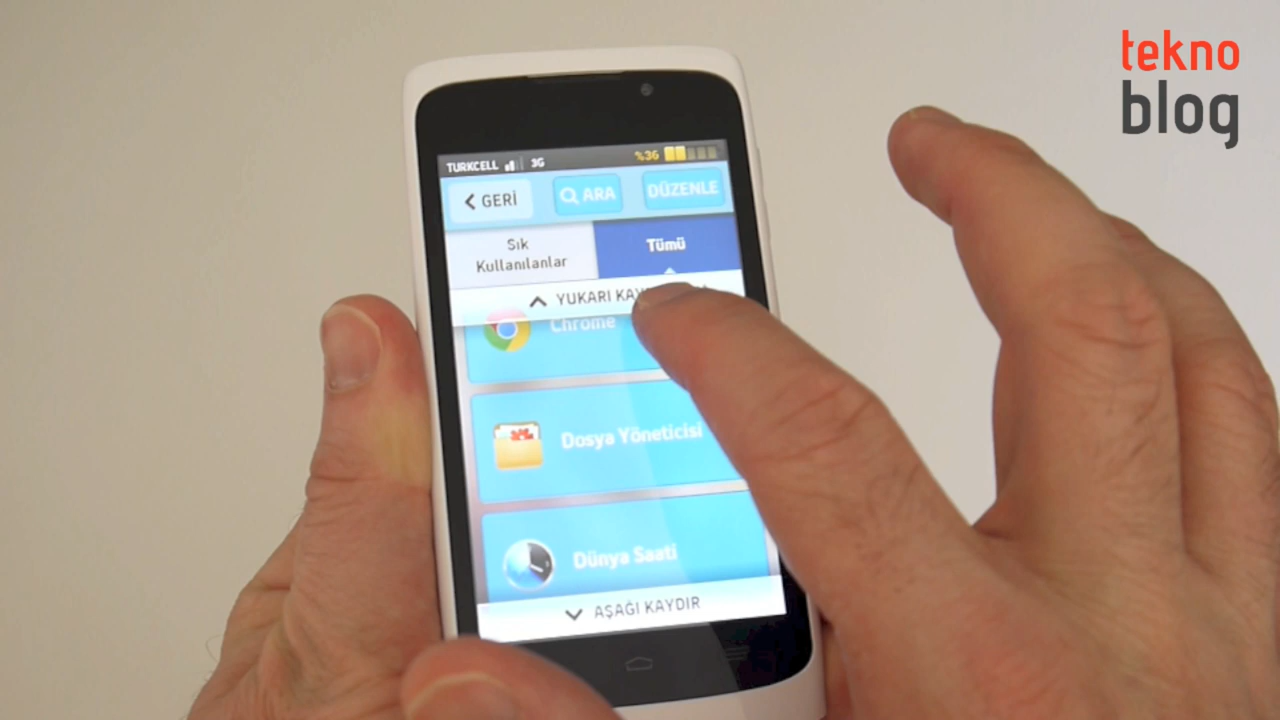 tekno
blog
TURKCELL 3G %36
GERİ ARA DÜZENLE
Sık
Kullanılanlar
Tümü
YUKARI
Chrome
Dosya Yöneticisi
Dünya Saati
AŞAĞI KAYDIR